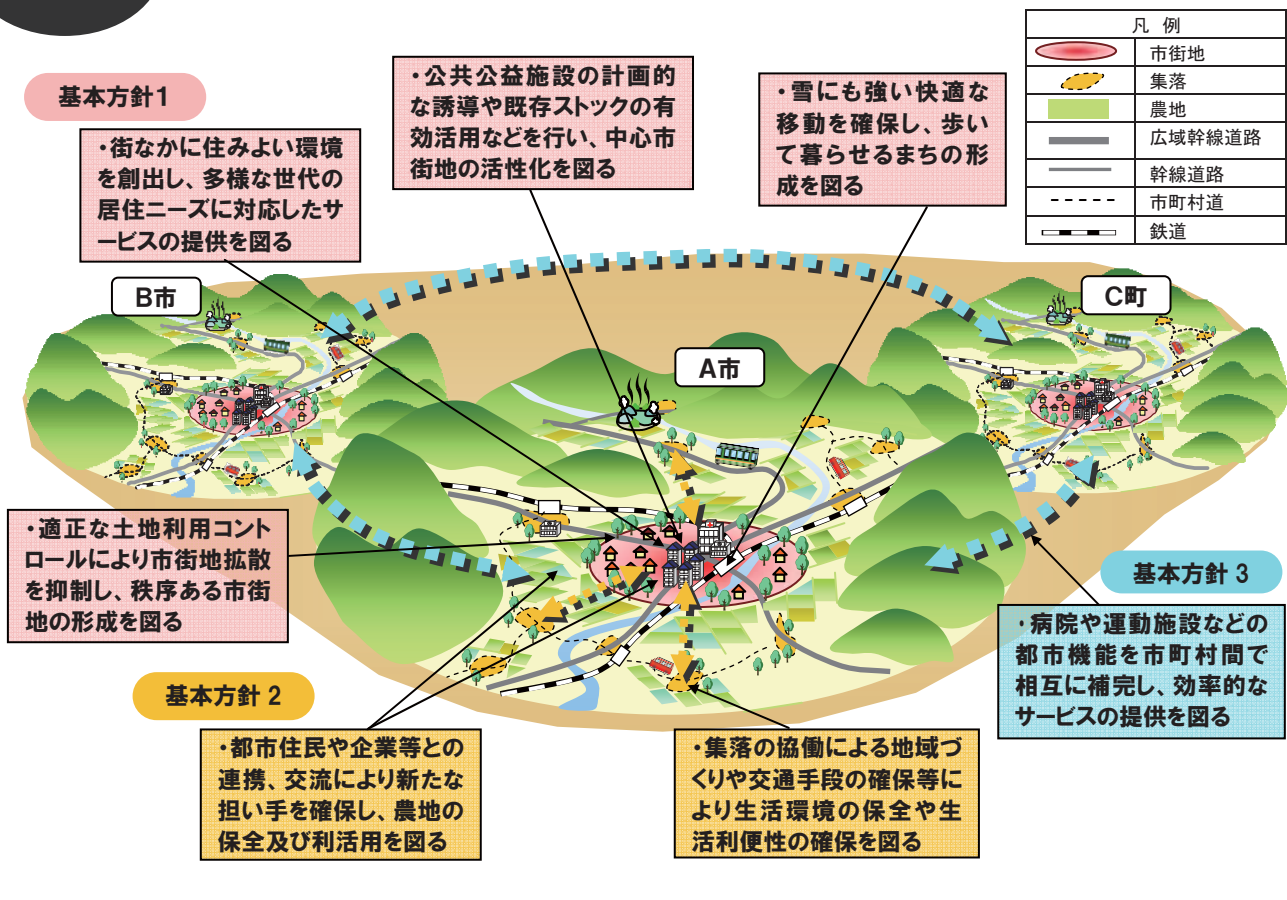 凡 例
市街地
集落
農地
広域幹線道路
幹線道路
市町村道
鉄道
基本方針1
・街なかに住みよい環境
を創出し、多様な世代の
居住ニーズに対応したサ
ービスの提供を図る
・公共公益施設の計画的
な誘導や既存ストックの有
効活用などを行い、中心市
街地の活性化を図る
・雪にも強い快適な
移動を確保し、歩い
て暮らせるまちの形
成を図る
B市
A市
C町
・適正な土地利用コント
ロールにより市街地拡散
を抑制し、秩序ある市街
地の形成を図る
基本方針 2
・都市住民や企業等との
連携、交流により新たな
担い手を確保し、農地の
保全及び利活用を図る
・集落の協働による地域づ
くりや交通手段の確保等に
より生活環境の保全や生
活利便性の確保を図る
基本方針 3
・病院や運動施設などの
都市機能を市町村間で
相互に補完し、効率的な
サービスの提供を図る